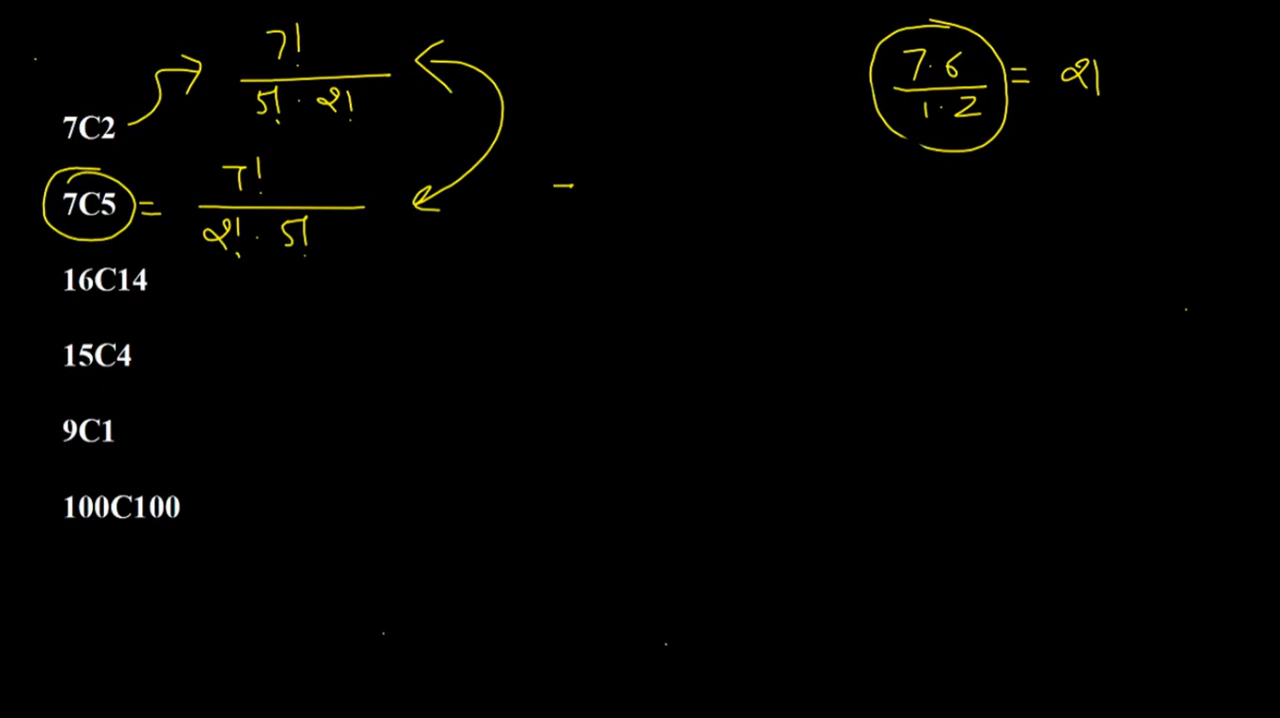 7!
5! · 2!
7C2
7·6
1·2
= 21
7!
7C5 =
2! · 5!
16C14
15C4
9C1
100C100